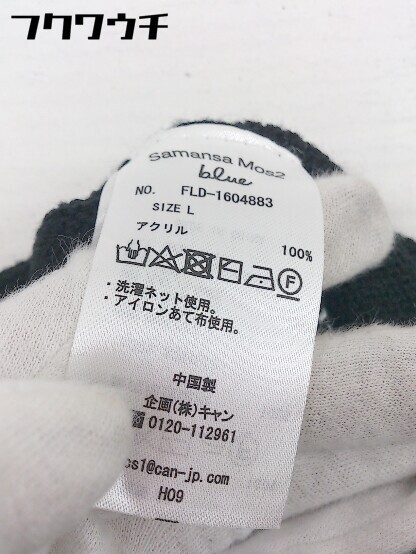 フクワウチ
Samansa Mos2
blue
NO. FLD-1604883
SIZE L
アクリル 100%
F
・洗濯ネット使用。
・アイロンあて布使用。
中国製
企画(株)キャン
0120-112961
ss1@can-jp.com
H09